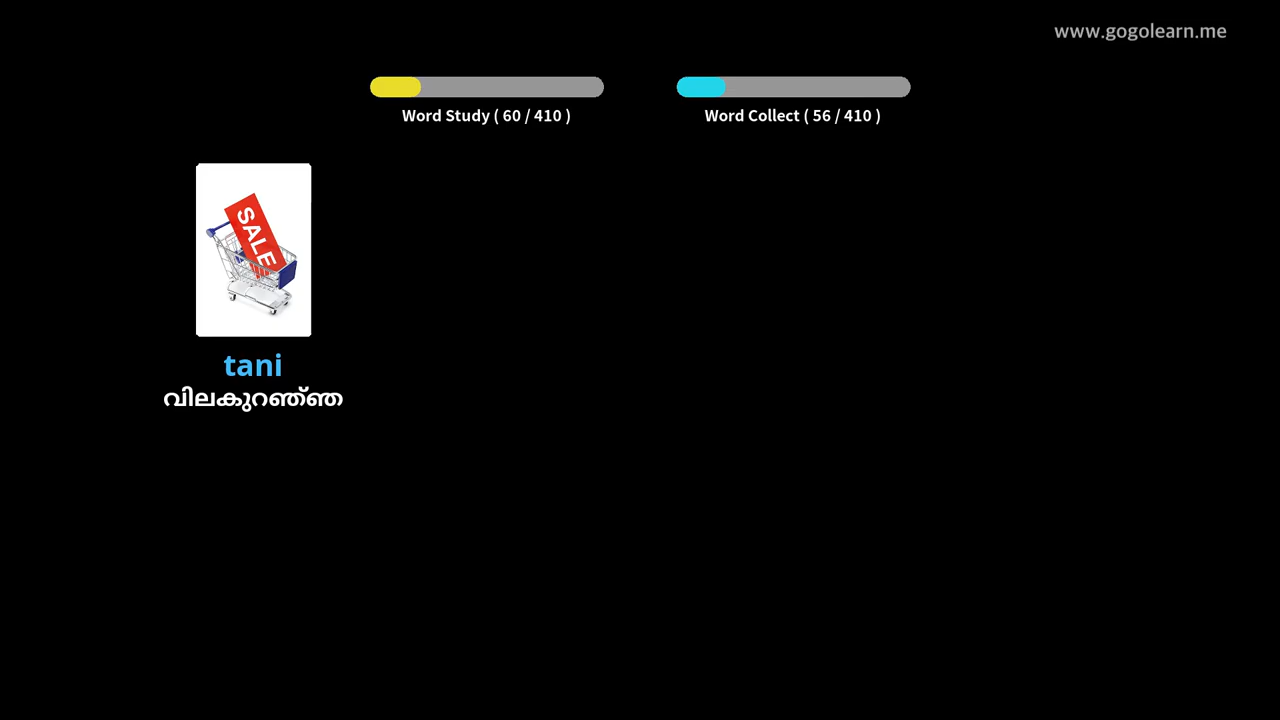 www.gogolearn.me
Word Study ( 60 / 410 )
Word Collect ( 56 / 410 )
SALE
tani
വിലകുറഞ്ഞ